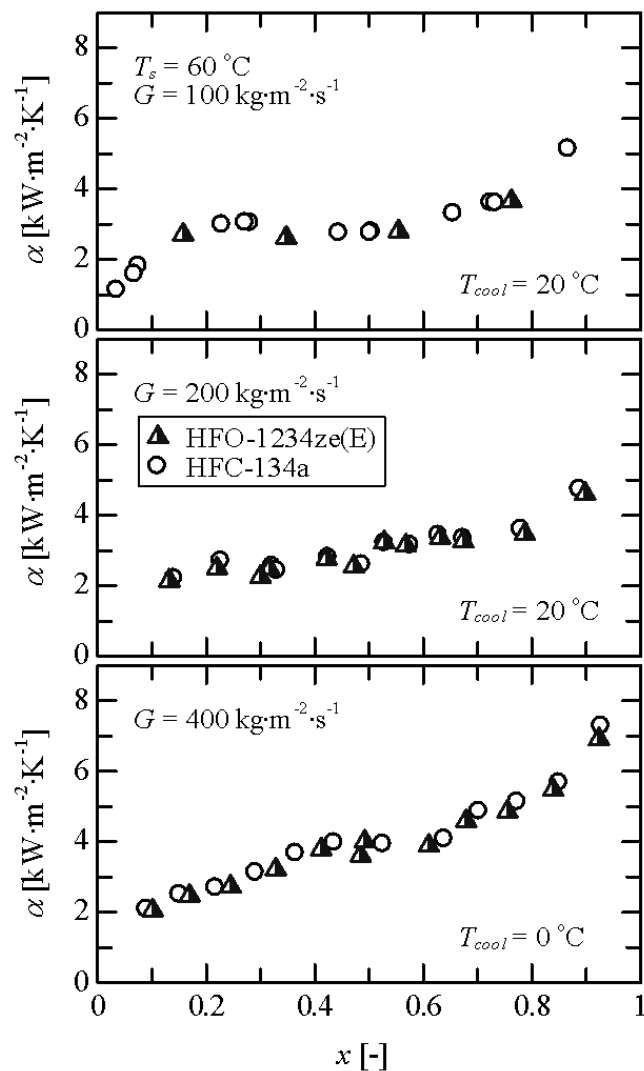 8
6
4
2
0
α [kW·m⁻²·K⁻¹]
T_s = 60 °C
G = 100 kg·m⁻²·s⁻¹
T_cool = 20 °C
8
6
4
2
0
α [kW·m⁻²·K⁻¹]
G = 200 kg·m⁻²·s⁻¹
HFO-1234ze(E)
HFC-134a
T_cool = 20 °C
8
6
4
2
0
α [kW·m⁻²·K⁻¹]
G = 400 kg·m⁻²·s⁻¹
T_cool = 0 °C
0 0.2 0.4 0.6 0.8 1
x [-]